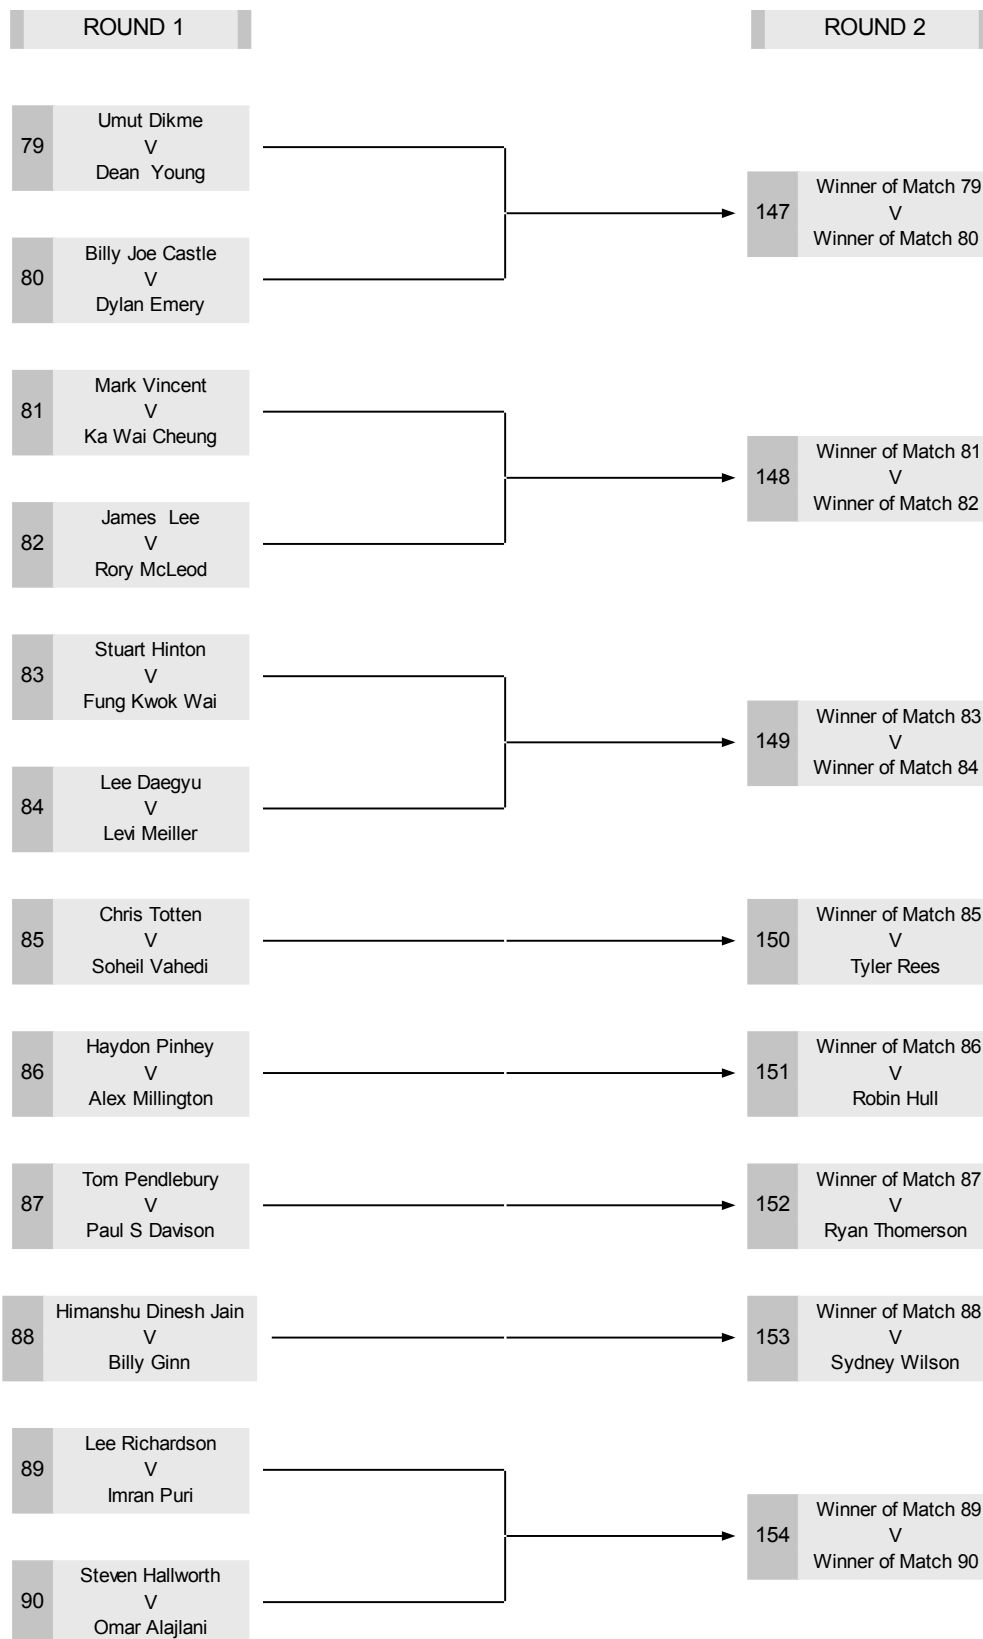 ROUND 1
ROUND 2
79
Umut Dikme
V
Dean  Young
80
Billy Joe Castle
V
Dylan Emery
147
Winner of Match 79
V
Winner of Match 80
81
Mark Vincent
V
Ka Wai Cheung
82
James  Lee
V
Rory McLeod
148
Winner of Match 81
V
Winner of Match 82
83
Stuart Hinton
V
Fung Kwok Wai
84
Lee Daegyu
V
Levi Meiller
149
Winner of Match 83
V
Winner of Match 84
85
Chris Totten
V
Soheil Vahedi
150
Winner of Match 85
V
Tyler Rees
86
Haydon Pinhey
V
Alex Millington
151
Winner of Match 86
V
Robin Hull
87
Tom Pendlebury
V
Paul S Davison
152
Winner of Match 87
V
Ryan Thomerson
88
Himanshu Dinesh Jain
V
Billy Ginn
153
Winner of Match 88
V
Sydney Wilson
89
Lee Richardson
V
Imran Puri
90
Steven Hallworth
V
Omar Alajlani
154
Winner of Match 89
V
Winner of Match 90